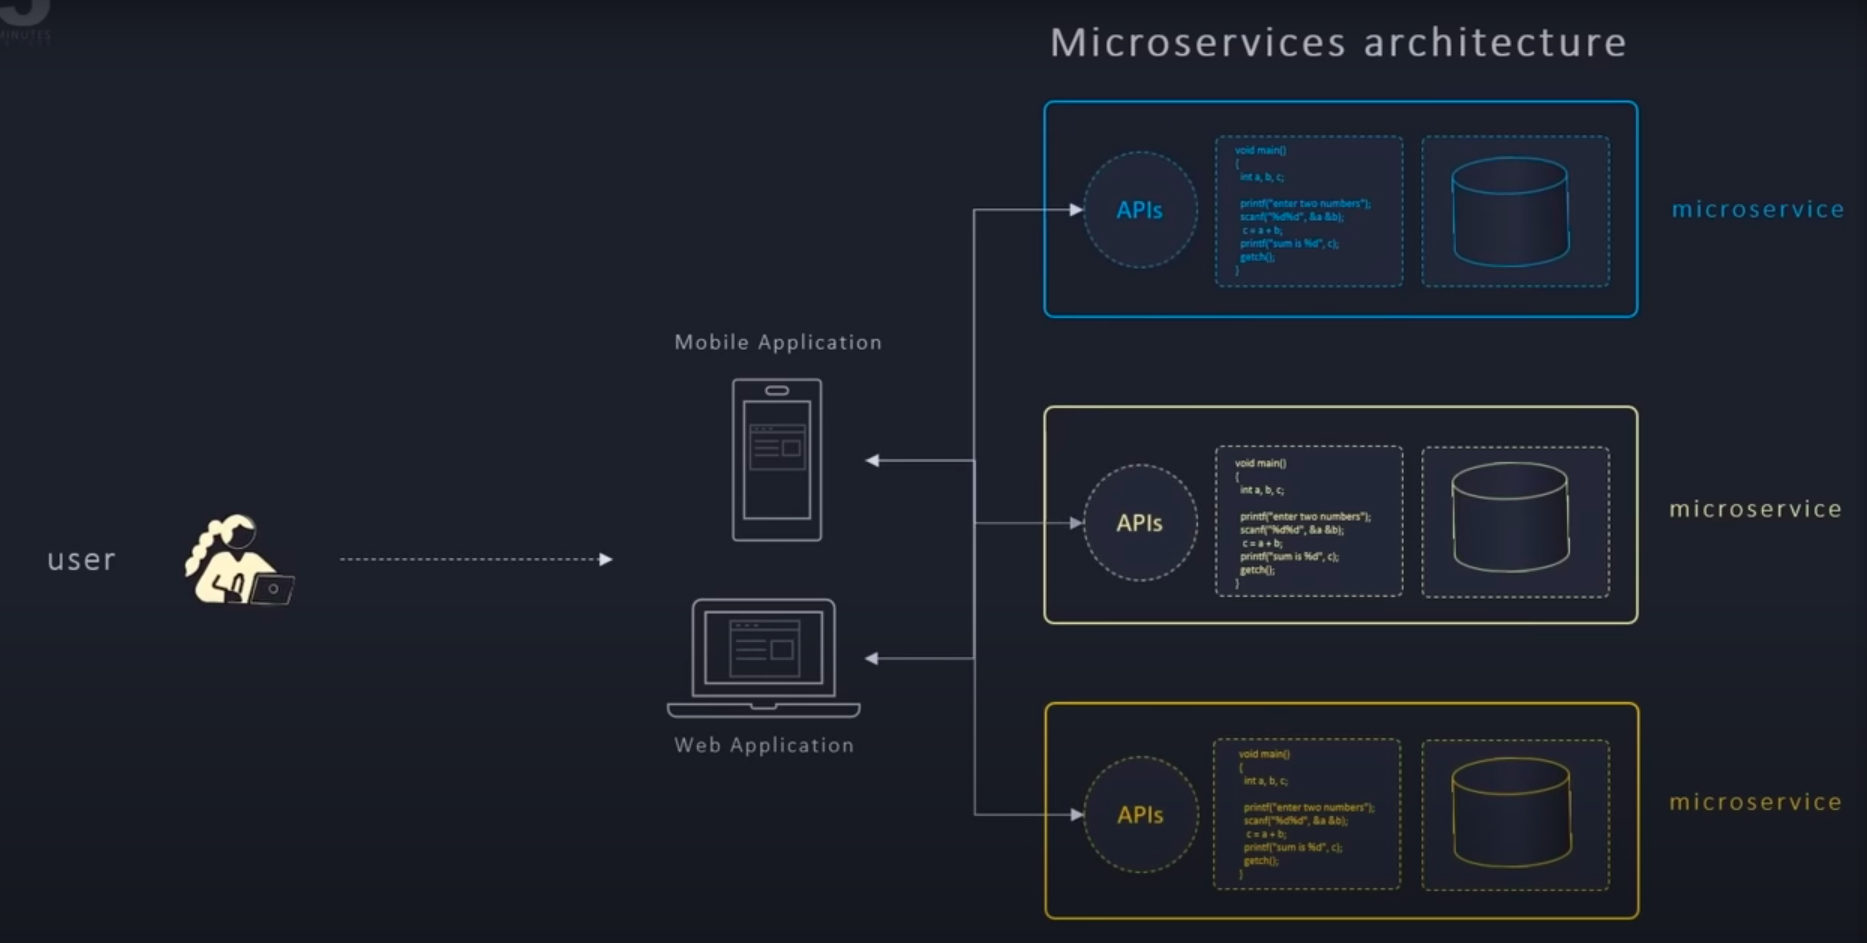 5
MINUTES
Microservices architecture
APIs
void main()
{
int a, b, c;
printf("enter two numbers");
scanf("%d%d", &a &b);
c = a + b;
printf("sum is %d", c);
getch();
}
microservice
Mobile Application
APIs
void main()
{
int a, b, c;
printf("enter two numbers");
scanf("%d%d", &a &b);
c = a + b;
printf("sum is %d", c);
getch();
}
microservice
user
Web Application
APIs
void main()
{
int a, b, c;
printf("enter two numbers");
scanf("%d%d", &a &b);
c = a + b;
printf("sum is %d", c);
getch();
}
microservice